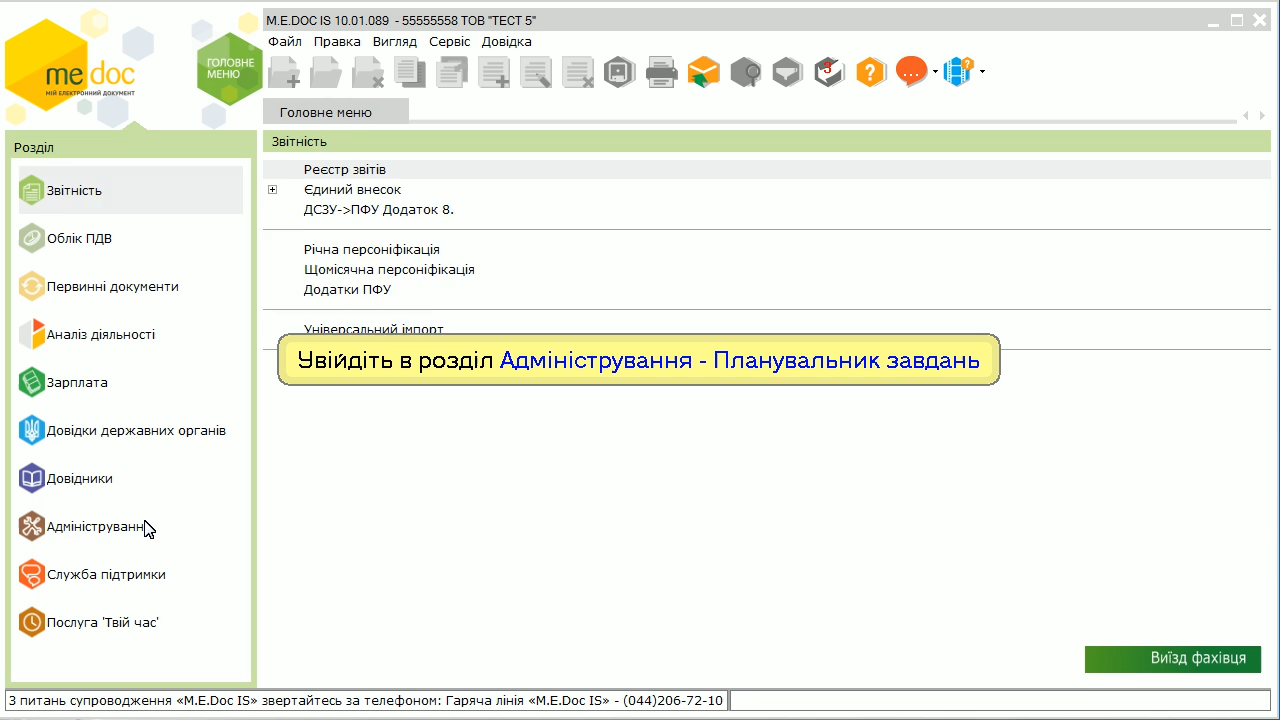 M.E.DOC IS 10.01.089 - 55555558 ТОВ "ТЕСТ 5"
Файл Правка Вигляд Сервіс Довідка
me doc
МІЙ ЕЛЕКТРОННИЙ ДОКУМЕНТ
ГОЛОВНЕ
МЕНЮ
Головне меню
Розділ
Звітність
Облік ПДВ
Первинні документи
Аналіз діяльності
Зарплата
Довідки державних органів
Довідники
Адміністрування
Служба підтримки
Послуга 'Твій час'
Звітність
Реєстр звітів
Єдиний внесок
ДСЗУ->ПФУ Додаток 8.
Річна персоніфікація
Щомісячна персоніфікація
Додатки ПФУ
Універсальний імпорт
Увійдіть в розділ Адміністрування - Планувальник завдань
Виїзд фахівця
З питань супроводження «M.E.Doc IS» звертайтесь за телефоном: Гаряча лінія «M.E.Doc IS» - (044)206-72-10